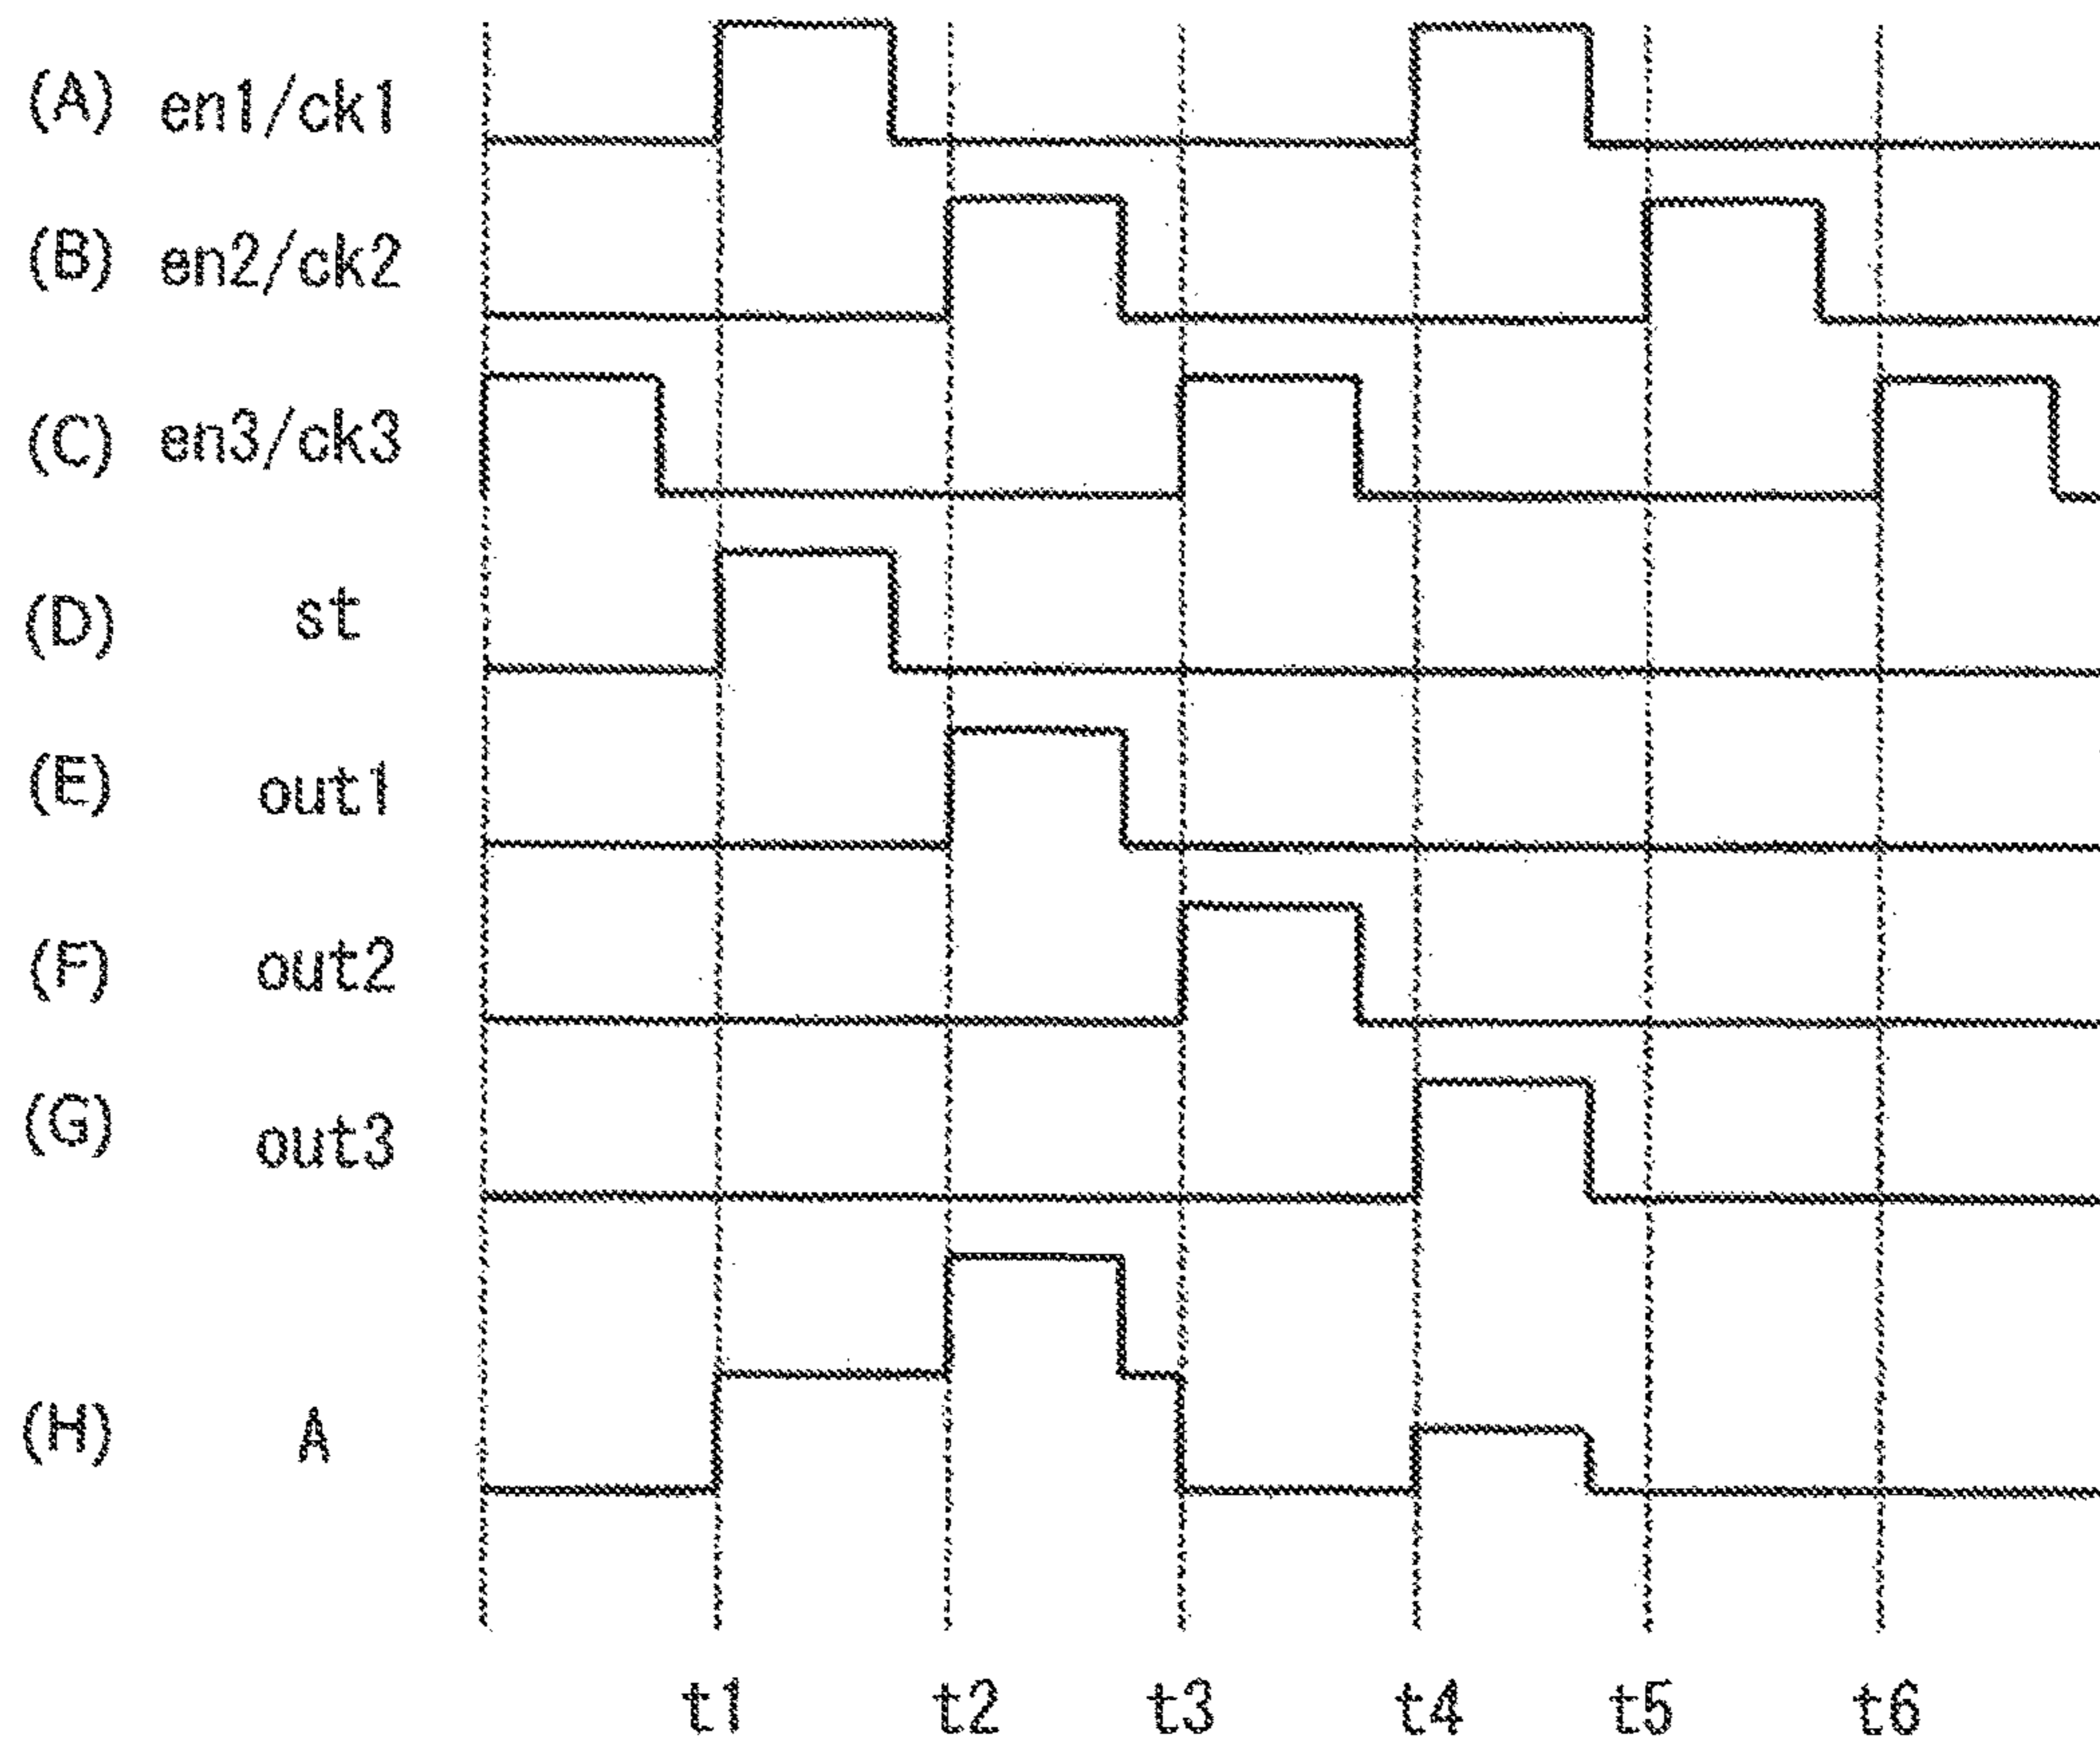 (A) en1/ck1
(B) en2/ck2
(C) en3/ck3
(D) st
(E) out1
(F) out2
(G) out3
(H) A
t1 t2 t3 t4 t5 t6